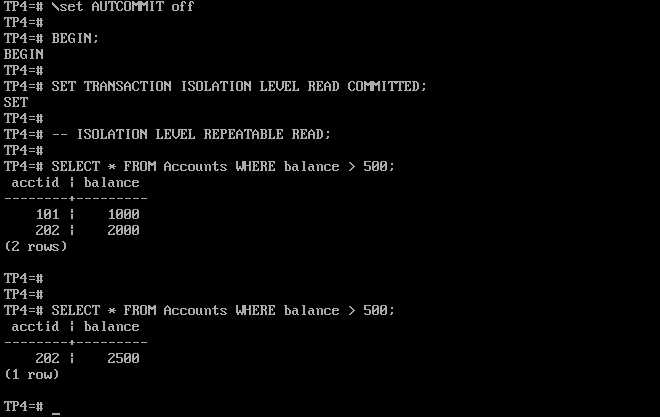 TP4=# \set AUTCOMMIT off
TP4=#
TP4=# BEGIN;
BEGIN
TP4=#
TP4=# SET TRANSACTION ISOLATION LEVEL READ COMMITTED;
SET
TP4=#
TP4=# -- ISOLATION LEVEL REPEATABLE READ;
TP4=#
TP4=# SELECT * FROM Accounts WHERE balance > 500;
 acctid ¦ balance
--------+---------
    101 ¦    1000
    202 ¦    2000
(2 rows)

TP4=#
TP4=#
TP4=# SELECT * FROM Accounts WHERE balance > 500;
 acctid ¦ balance
--------+---------
    202 ¦    2500
(1 row)

TP4=# _